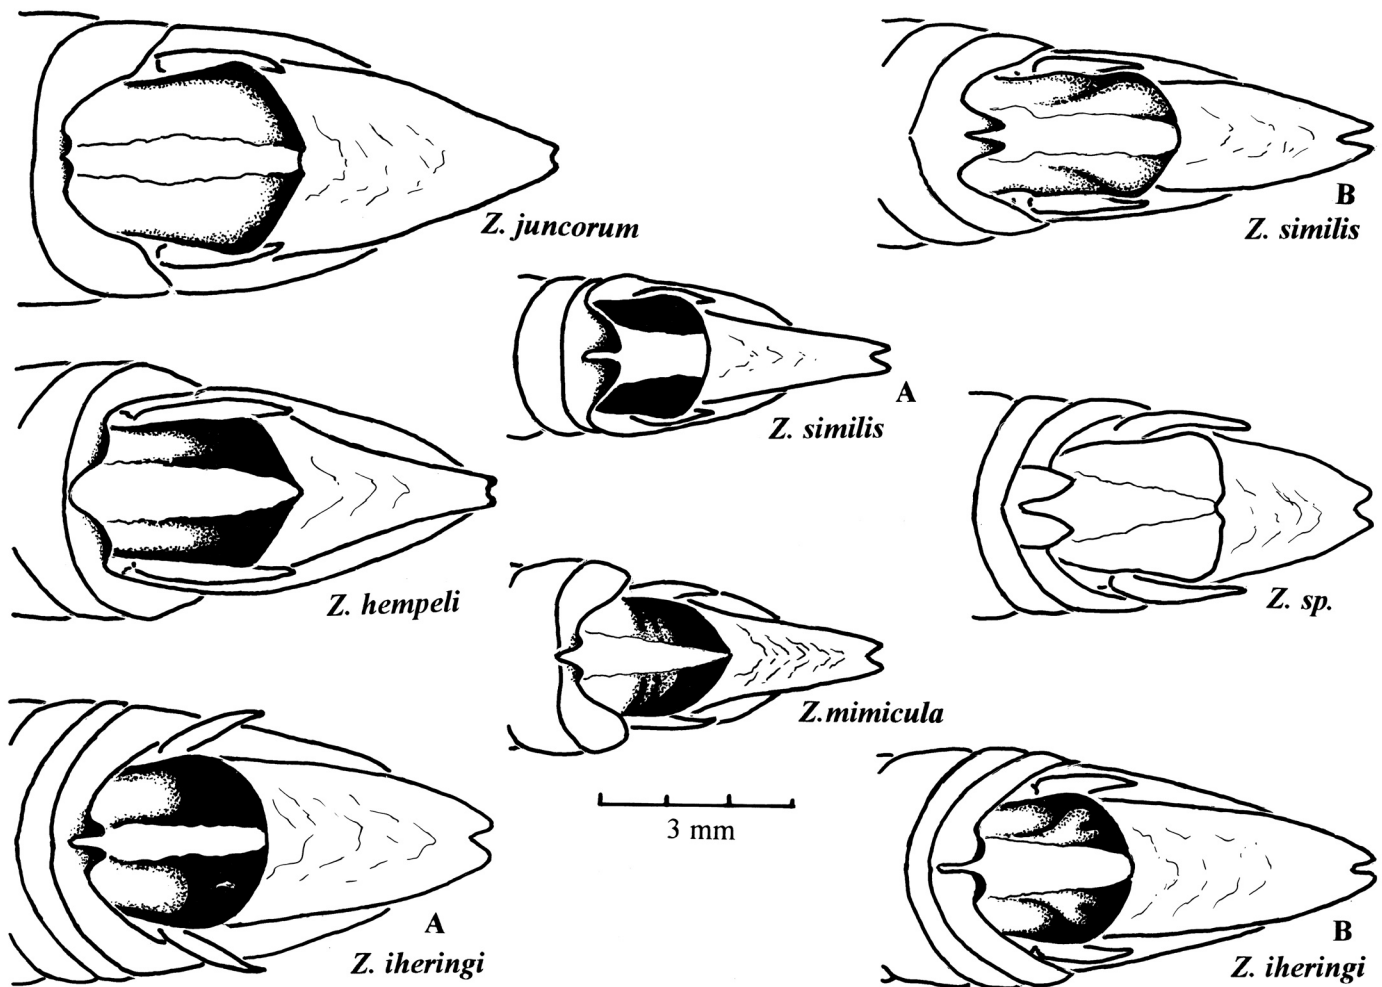 Z. juncorum
B
Z. similis
A
Z. similis
Z. hempeli
Z. sp.
Z.mimicula
3 mm
A
Z. iheringi
B
Z. iheringi